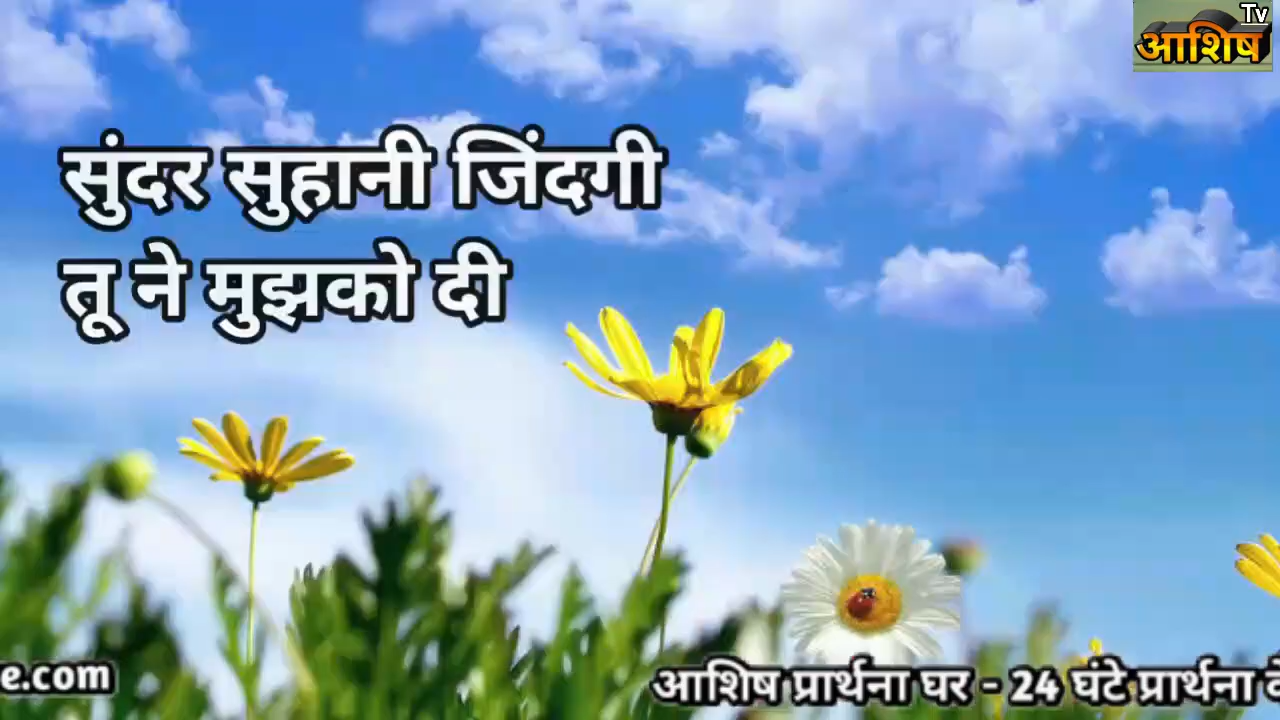 Tv
आशिष
सुंदर सुहानी जिंदगी
तू ने मुझको दी
e.com
आशिष प्रार्थना घर - 24 घंटे प्रार्थना